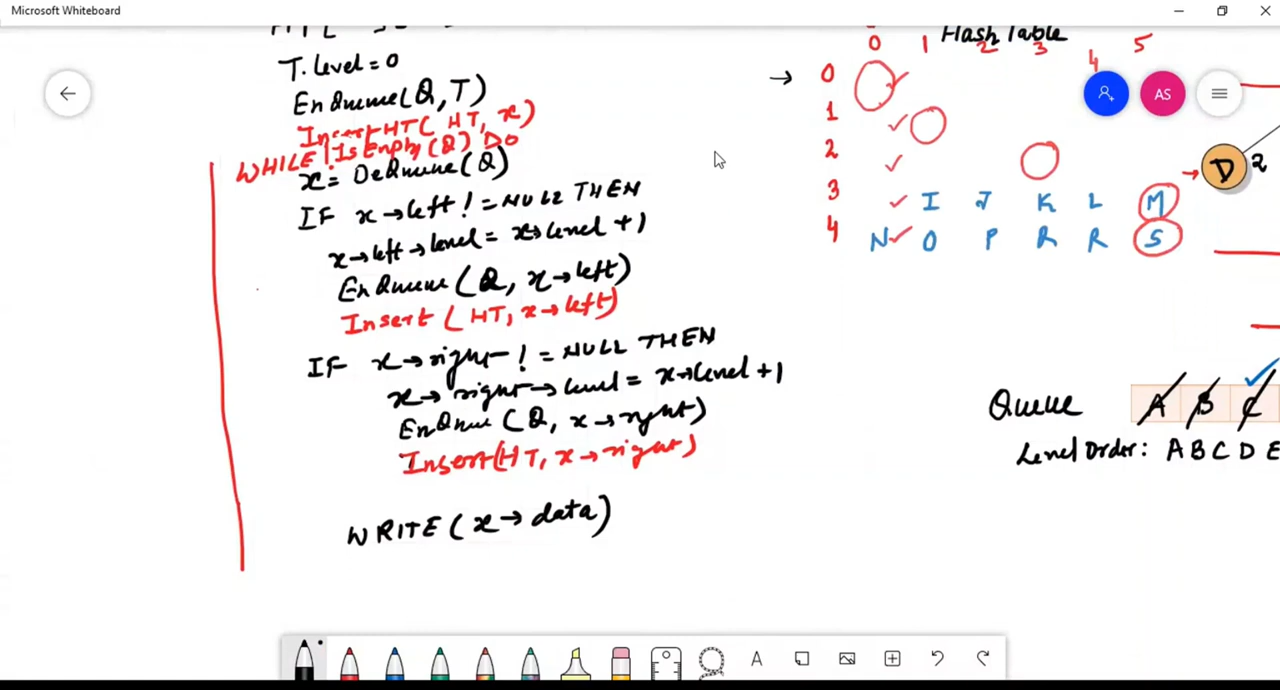 Microsoft Whiteboard
T.level=0
EnQueue(Q,T)
InsertHT( HT, x)
WHILE !IsEmpty(Q) DO
x= DeQueue(Q)
IF x→left != NULL THEN
x→left→level= x→level +1
EnQueue(Q, x→left)
Insert (HT, x→left)
IF x→right != NULL THEN
x→right→level= x→level +1
EnQueue(Q, x→right)
Insert(HT, x→right)
WRITE(x→data)
Hash Table
0 1 2 3 4 5
→ 0
1
2
3 I J K L M
4 N O P R R S
AS
D 2
Queue A B C
Level Order: A B C D E
A